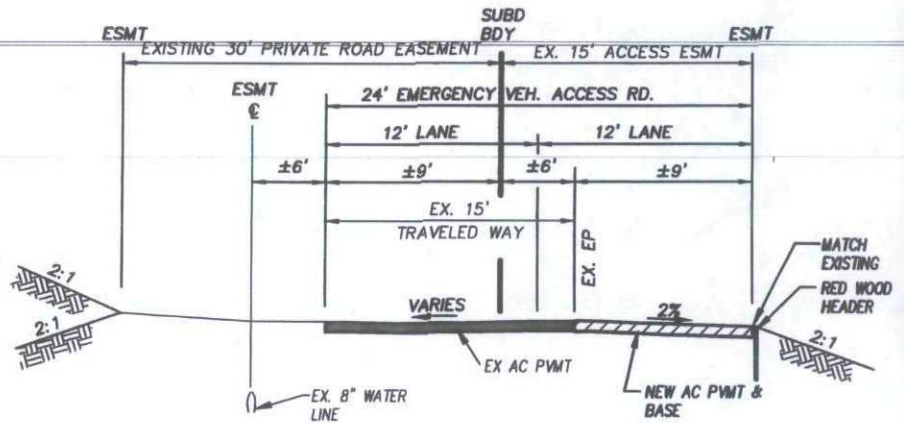 SUBD
BDY
ESMT
ESMT
EXISTING 30' PRIVATE ROAD EASEMENT
EX. 15' ACCESS ESMT
ESMT
℄
24' EMERGENCY VEH. ACCESS RD.
12' LANE
12' LANE
±6'
±9'
±6'
±9'
EX. 15'
TRAVELED WAY
EX. EP
MATCH
EXISTING
RED WOOD
HEADER
2:1
2:1
VARIES
2%
2:1
EX AC PVMT
NEW AC PVMT &
BASE
EX. 8" WATER
LINE